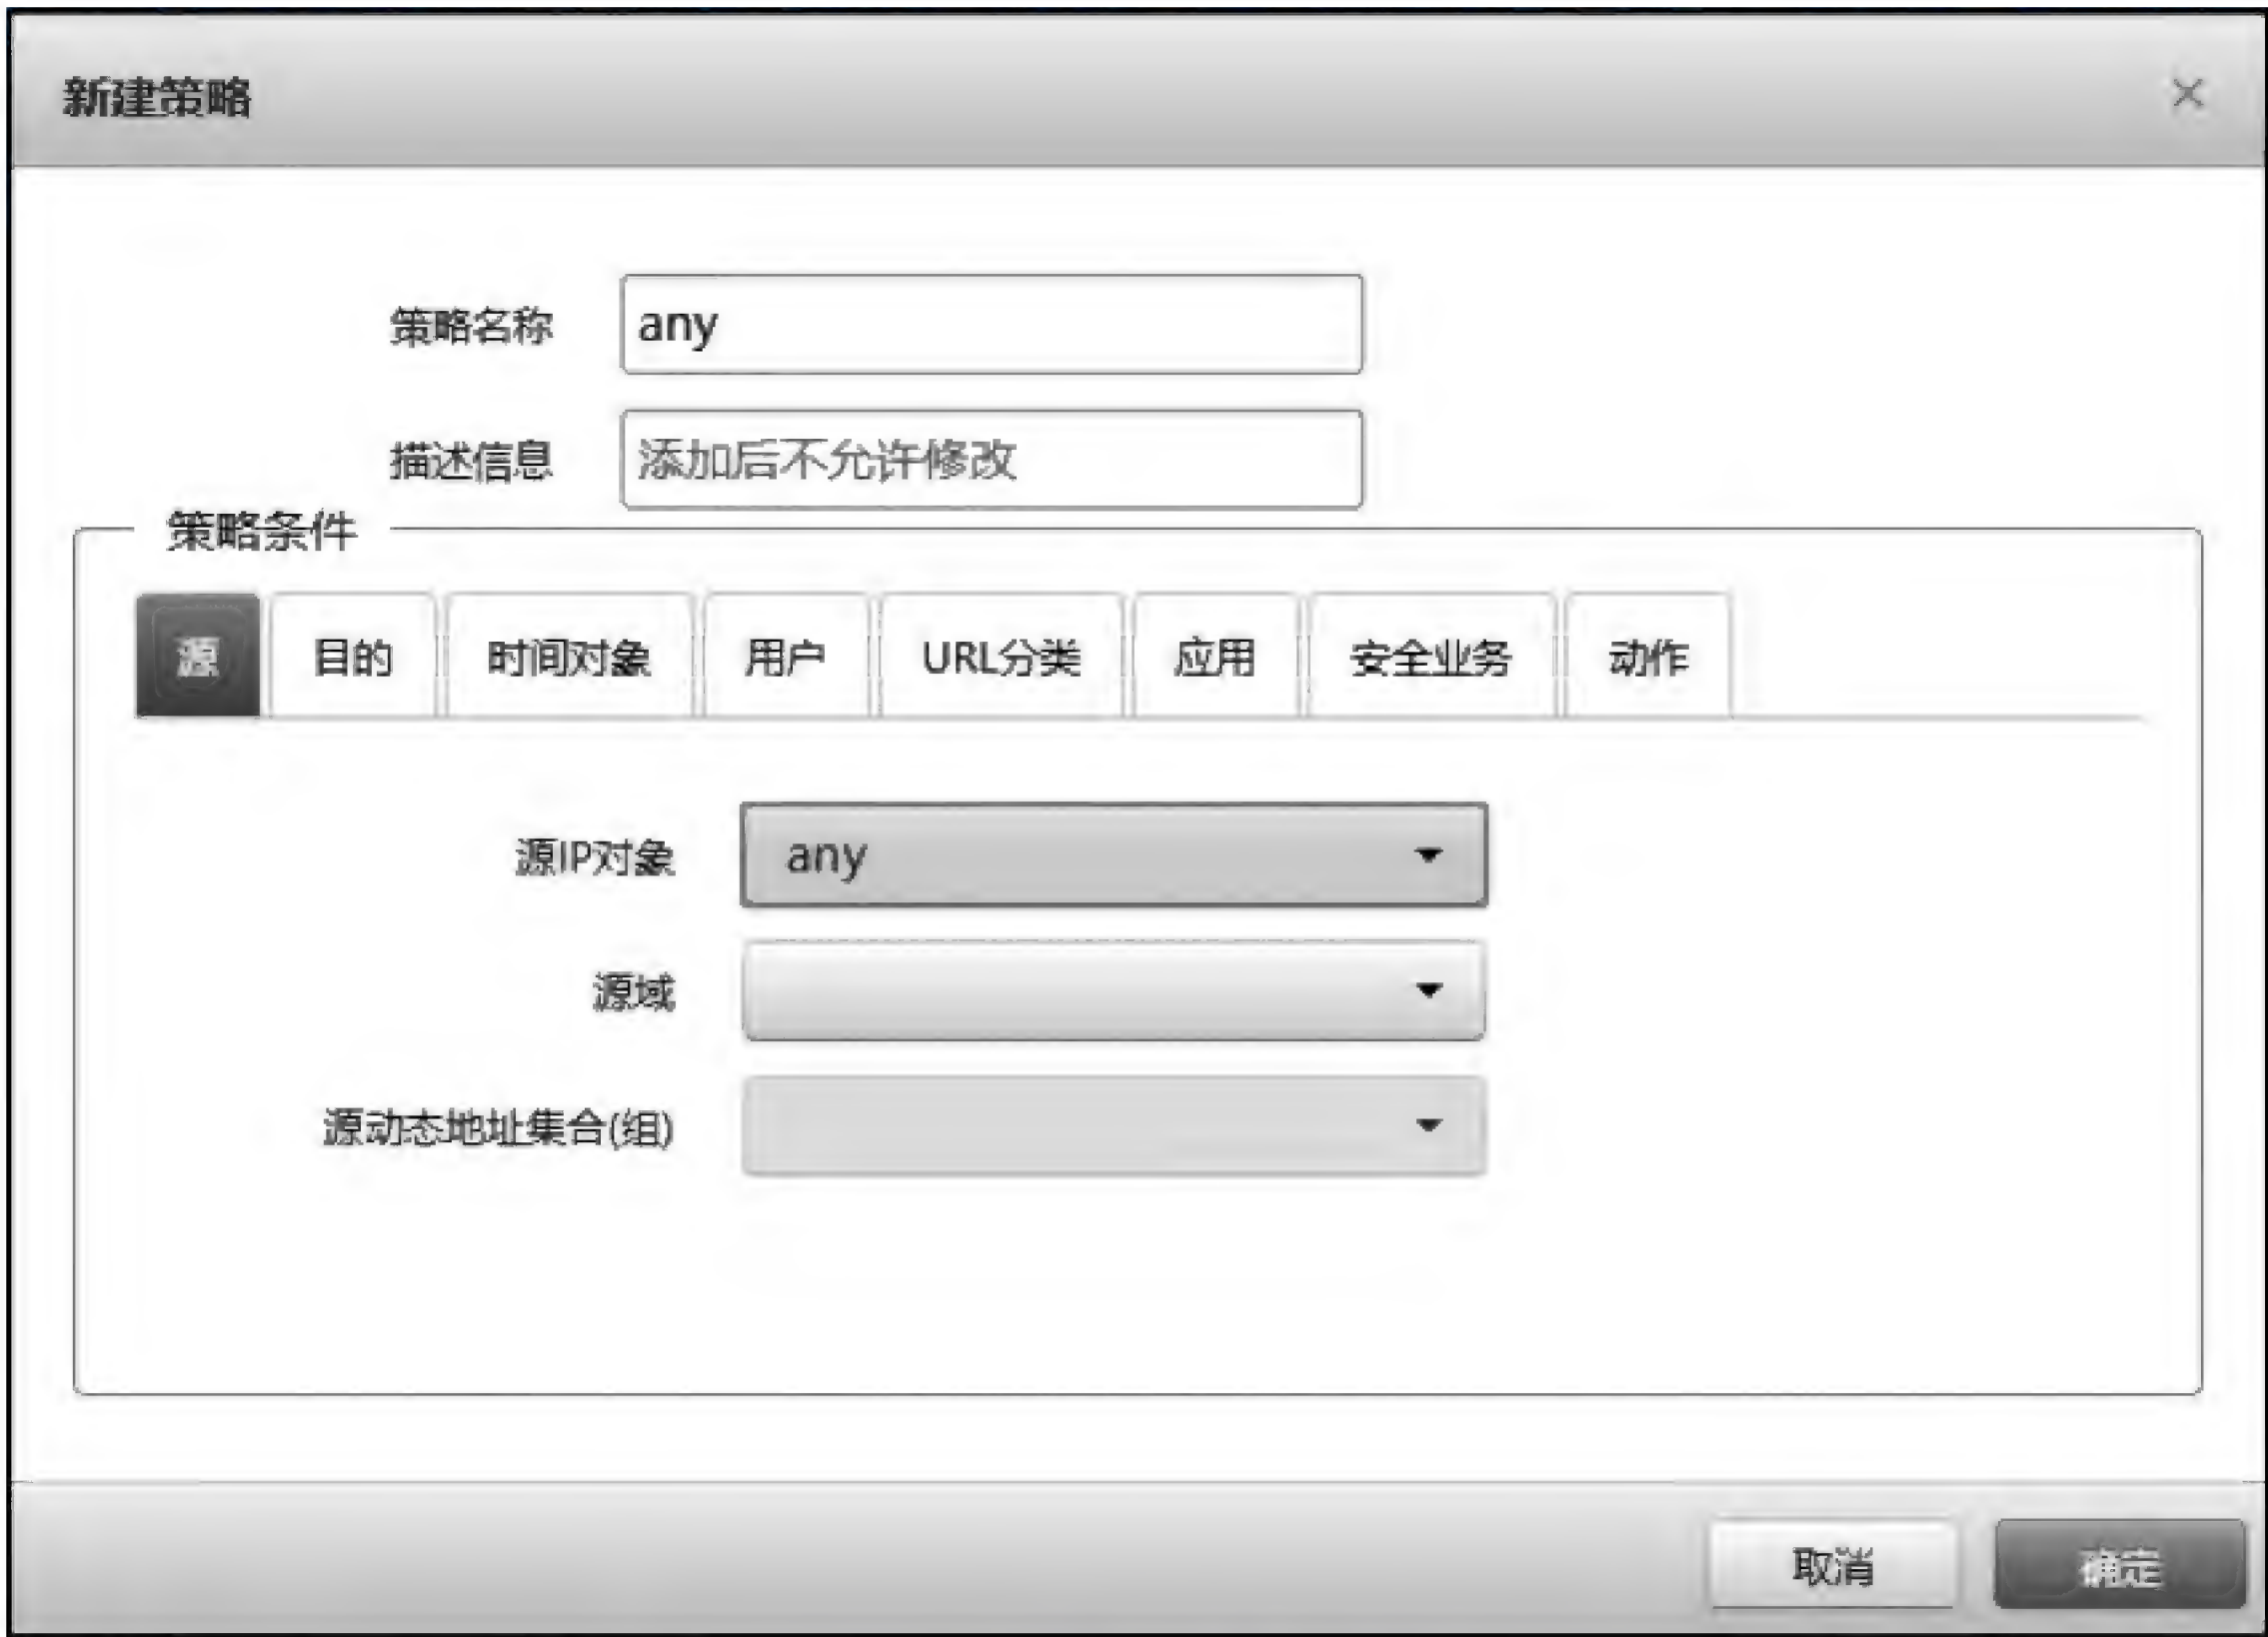 新建策略
策略名称 any
描述信息 添加后不允许修改
策略条件
源 目的 时间对象 用户 URL分类 应用 安全业务 动作
源IP对象 any
源域
源动态地址集合(组)
取消 确定